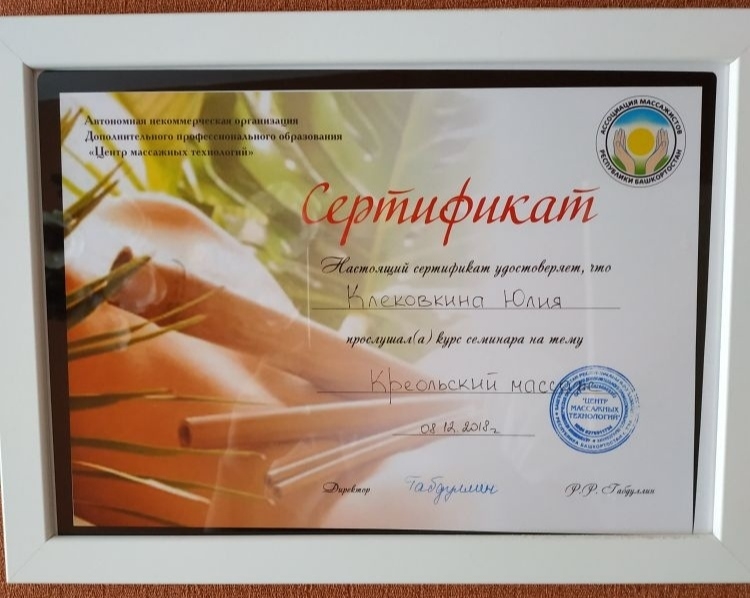 Автономная некоммерческая организация
Дополнительного профессионального образования
«Центр массажных технологий»
АССОЦИАЦИЯ МАССАЖИСТОВ
РЕСПУБЛИКИ БАШКОРТОСТАН
Сертификат
Настоящий сертификат удостоверяет, что
Клековкина Юлия
прослушал(а) курс семинара на тему
Креольский массаж
"ЦЕНТР
МАССАЖНЫХ
ТЕХНОЛОГИЙ"
08.12.2018г.
Директор Габдуллин Р.Р. Габдуллин